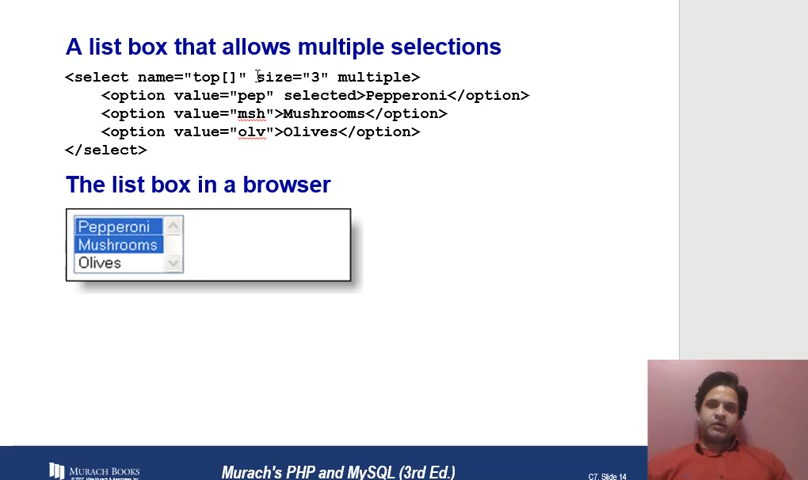 A list box that allows multiple selections
<select name="top[]" size="3" multiple>
<option value="pep" selected>Pepperoni</option>
<option value="msh">Mushrooms</option>
<option value="olv">Olives</option>
</select>
The list box in a browser
Pepperoni
Mushrooms
Olives
MURACH BOOKS
Murach's PHP and MySQL (3rd Ed.)
C7, Slide 14